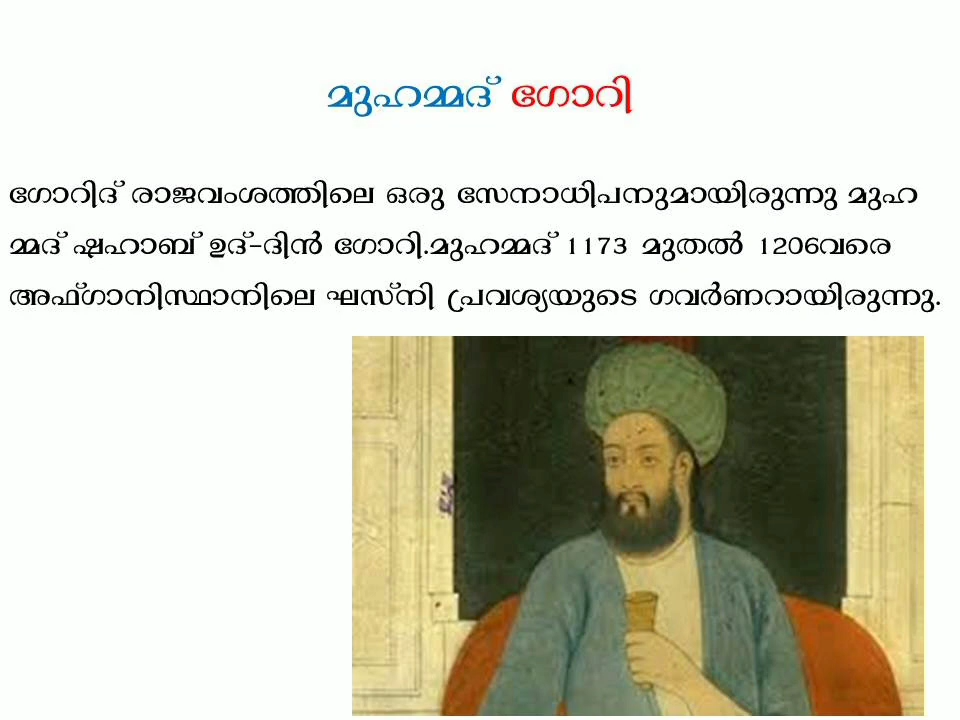 മുഹമ്മദ് ഗോറി
ഗോറിദ് രാജവംശത്തിലെ ഒരു സേനാധിപനുമായിരുന്നു മുഹ
മ്മദ് ഷഹാബ് ഉദ്-ദിൻ ഗോറി.മുഹമ്മദ് 1173 മുതൽ 1206വരെ
അഫ്ഗാനിസ്ഥാനിലെ ഘസ്നി പ്രവശ്യയുടെ ഗവർണറായിരുന്നു.